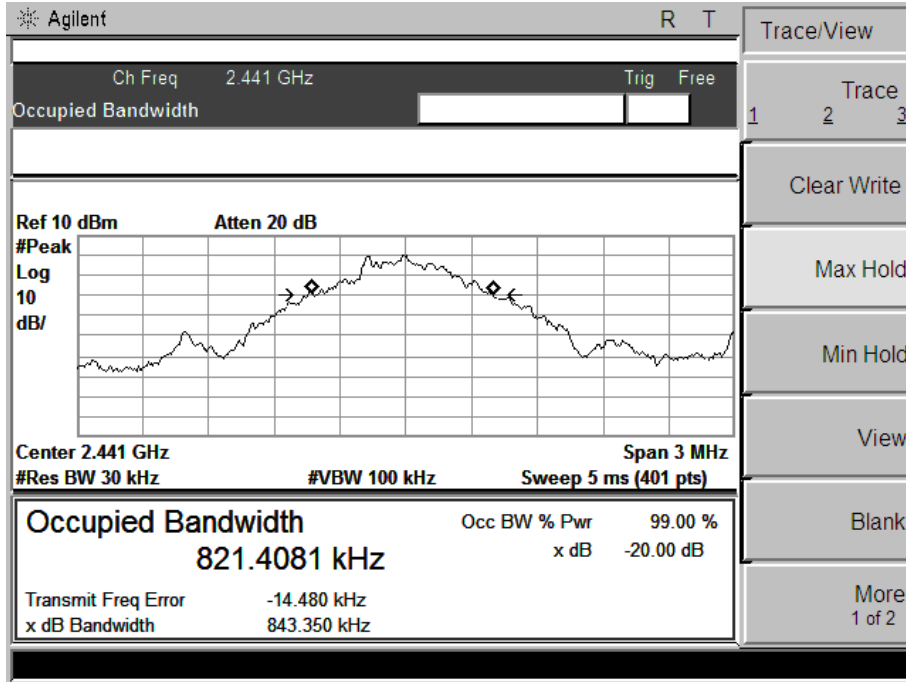 Agilent R T
Ch Freq 2.441 GHz Trig Free
Occupied Bandwidth
Ref 10 dBm Atten 20 dB
#Peak
Log
10
dB/
Center 2.441 GHz Span 3 MHz
#Res BW 30 kHz #VBW 100 kHz Sweep 5 ms (401 pts)
Occupied Bandwidth Occ BW % Pwr 99.00 %
821.4081 kHz x dB -20.00 dB
Transmit Freq Error -14.480 kHz
x dB Bandwidth 843.350 kHz
Trace/View
Trace
1 2 3
Clear Write
Max Hold
Min Hold
View
Blank
More
1 of 2